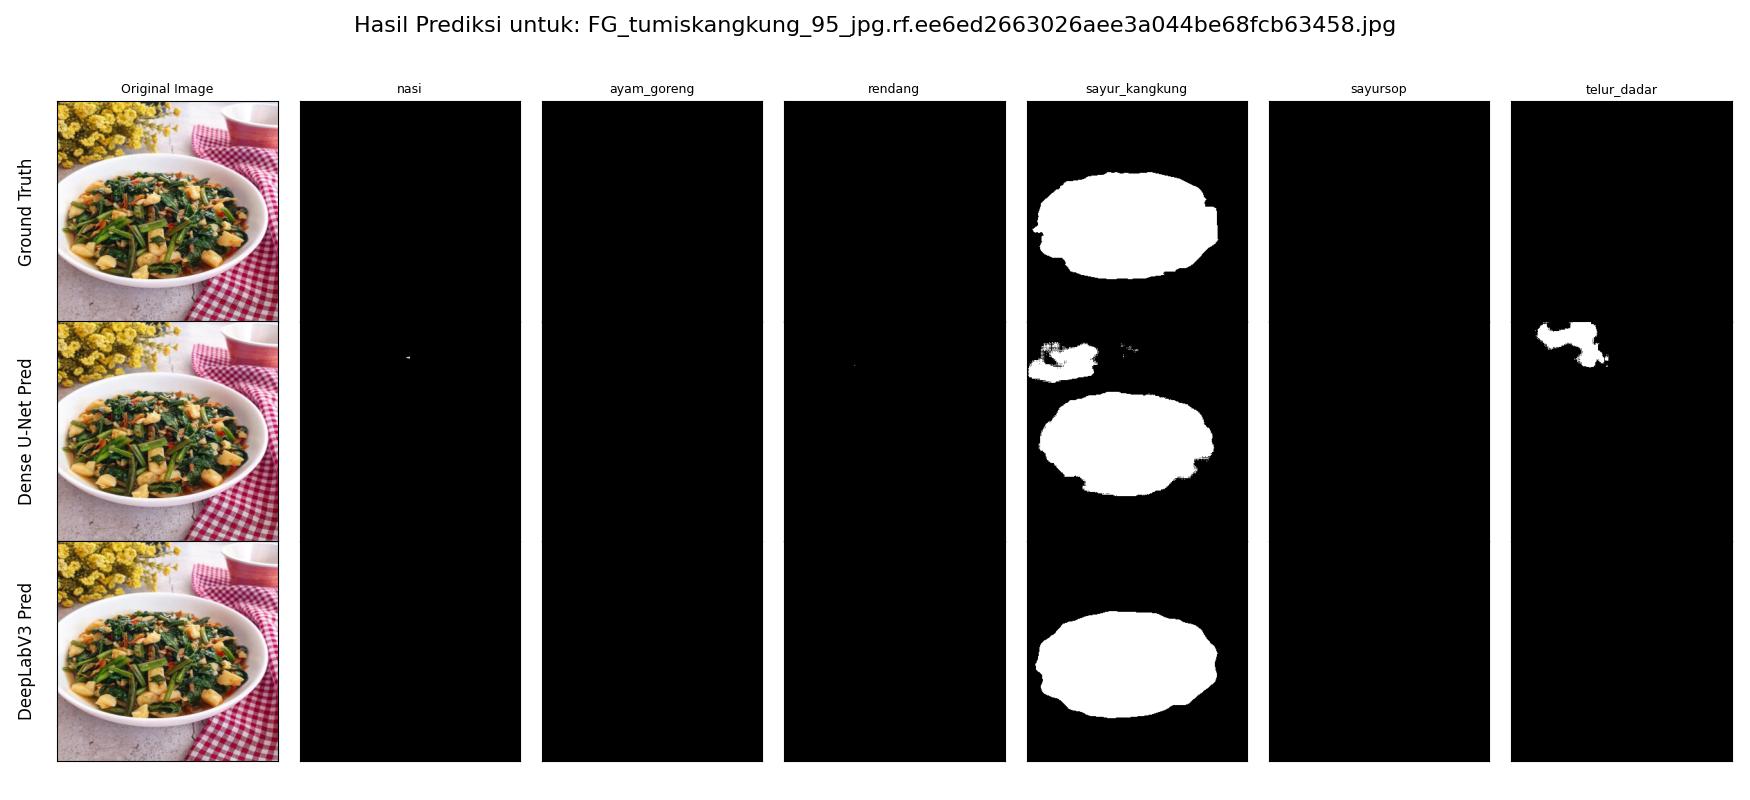 Hasil Prediksi untuk: FG_tumiskangkung_95_jpg.rf.ee6ed2663026aee3a044be68fcb63458.jpg
Original Image
nasi
ayam_goreng
rendang
sayur_kangkung
sayursop
telur_dadar
Ground Truth
Dense U-Net Pred
DeepLabV3 Pred